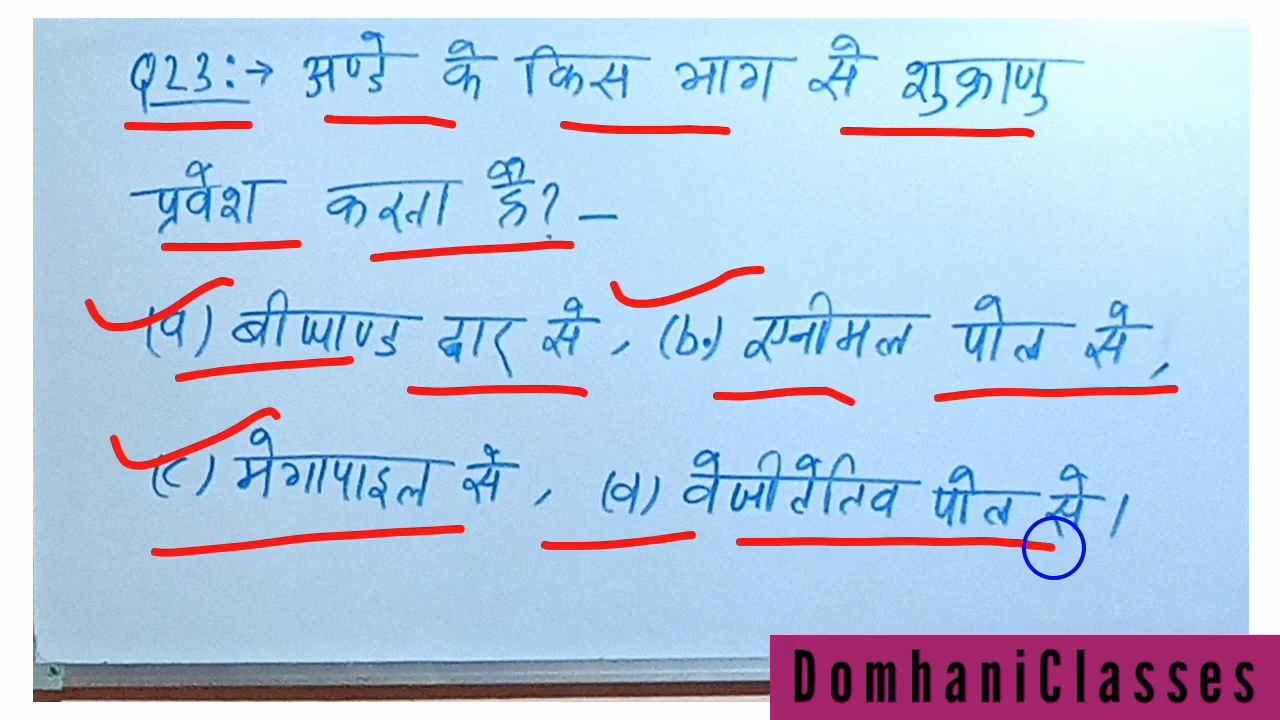 Q23:→ अण्डे के किस भाग से शुक्राणु
प्रवेश करता है? –
(a) बीजाण्ड द्वार से, (b.) एनीमल पोल से,
(c) मेगापाइल से, (d) वेजीतेतिव पोल से।
DomhaniClasses